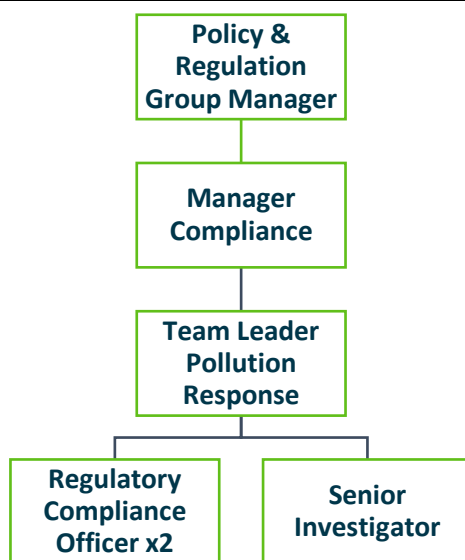 Policy &
Regulation
Group Manager
Manager
Compliance
Team Leader
Pollution
Response
Regulatory
Compliance
Officer x2
Senior
Investigator